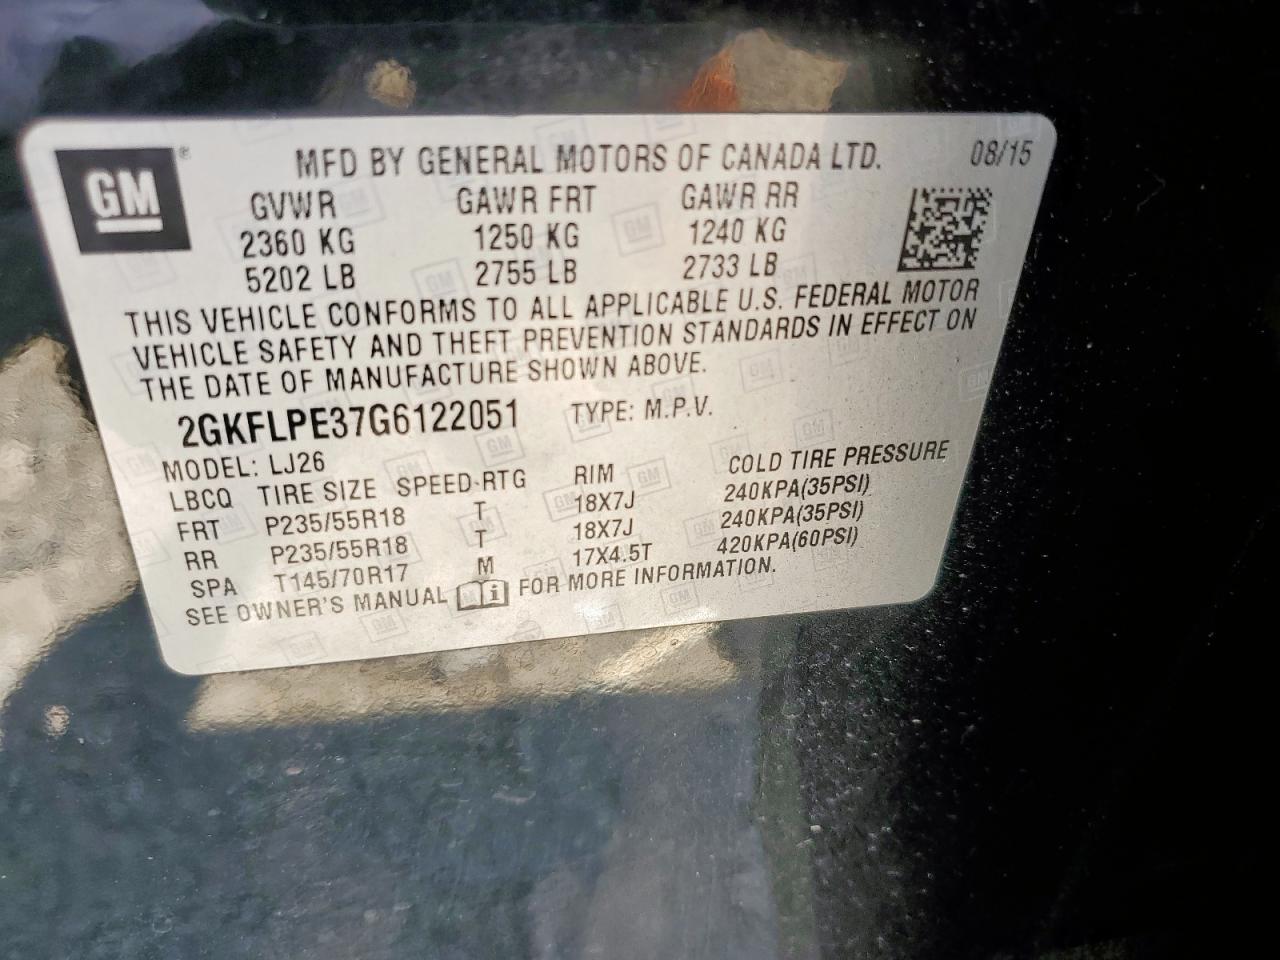 GM ® MFD BY GENERAL MOTORS OF CANADA LTD. 08/15
GVWR GAWR FRT GAWR RR
2360 KG 1250 KG 1240 KG
5202 LB 2755 LB 2733 LB
THIS VEHICLE CONFORMS TO ALL APPLICABLE U.S. FEDERAL MOTOR
VEHICLE SAFETY AND THEFT PREVENTION STANDARDS IN EFFECT ON
THE DATE OF MANUFACTURE SHOWN ABOVE.
2GKFLPE37G6122051 TYPE: M.P.V.
MODEL: LJ26
LBCQ TIRE SIZE SPEED-RTG RIM COLD TIRE PRESSURE
FRT P235/55R18 T 18X7J 240KPA(35PSI)
RR P235/55R18 T 18X7J 240KPA(35PSI)
SPA T145/70R17 M 17X4.5T 420KPA(60PSI)
SEE OWNER'S MANUAL i FOR MORE INFORMATION.